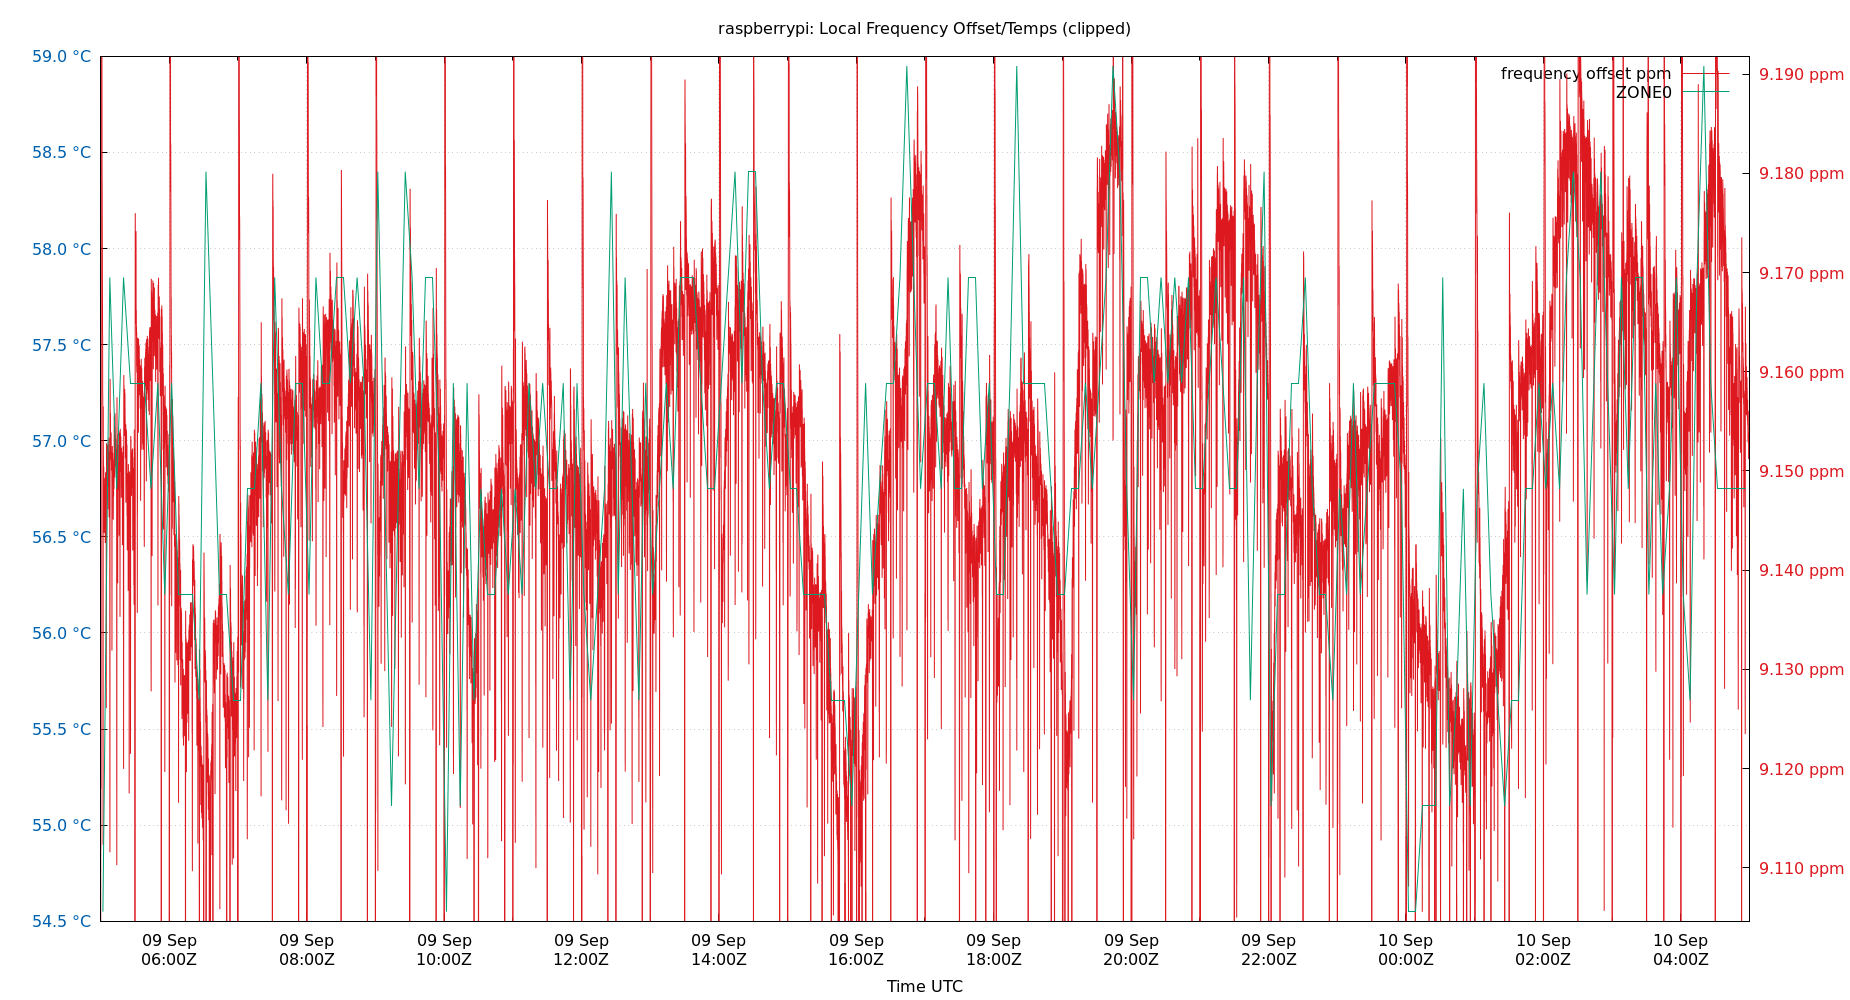 raspberrypi: Local Frequency Offset/Temps (clipped)
59.0 °C
58.5 °C
58.0 °C
57.5 °C
57.0 °C
56.5 °C
56.0 °C
55.5 °C
55.0 °C
54.5 °C
frequency offset ppm
ZONE0
9.190 ppm
9.180 ppm
9.170 ppm
9.160 ppm
9.150 ppm
9.140 ppm
9.130 ppm
9.120 ppm
9.110 ppm
09 Sep 09 Sep 09 Sep 09 Sep 09 Sep 09 Sep 09 Sep 09 Sep 09 Sep 10 Sep 10 Sep 10 Sep
06:00Z 08:00Z 10:00Z 12:00Z 14:00Z 16:00Z 18:00Z 20:00Z 22:00Z 00:00Z 02:00Z 04:00Z
Time UTC